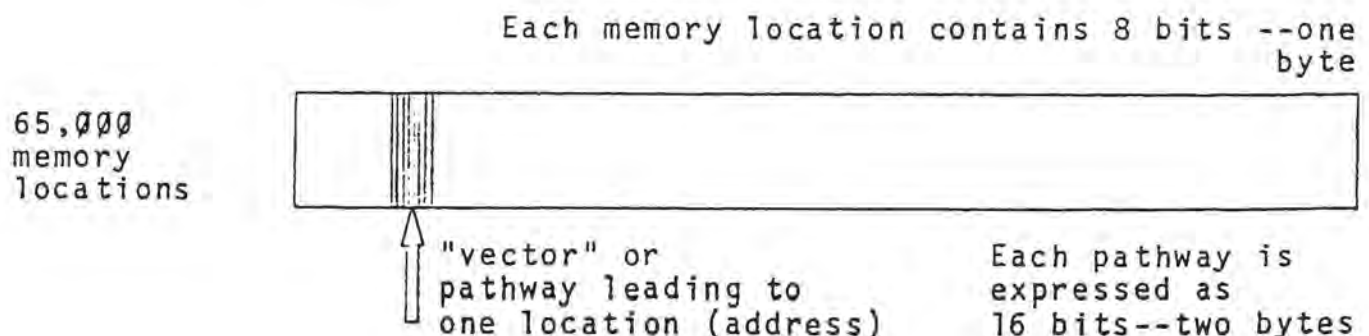 Each memory location contains 8 bits --one
byte
65,000
memory
locations
"vector" or
pathway leading to
one location (address)
Each pathway is
expressed as
16 bits--two bytes